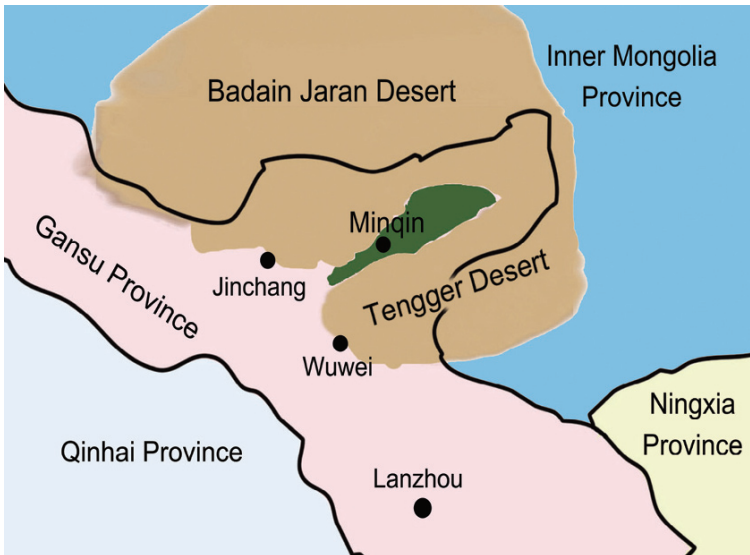 Inner Mongolia
Province
Badain Jaran Desert
Minqin
Gansu Province
Jinchang
Tengger Desert
Wuwei
Ningxia
Province
Qinhai Province
Lanzhou